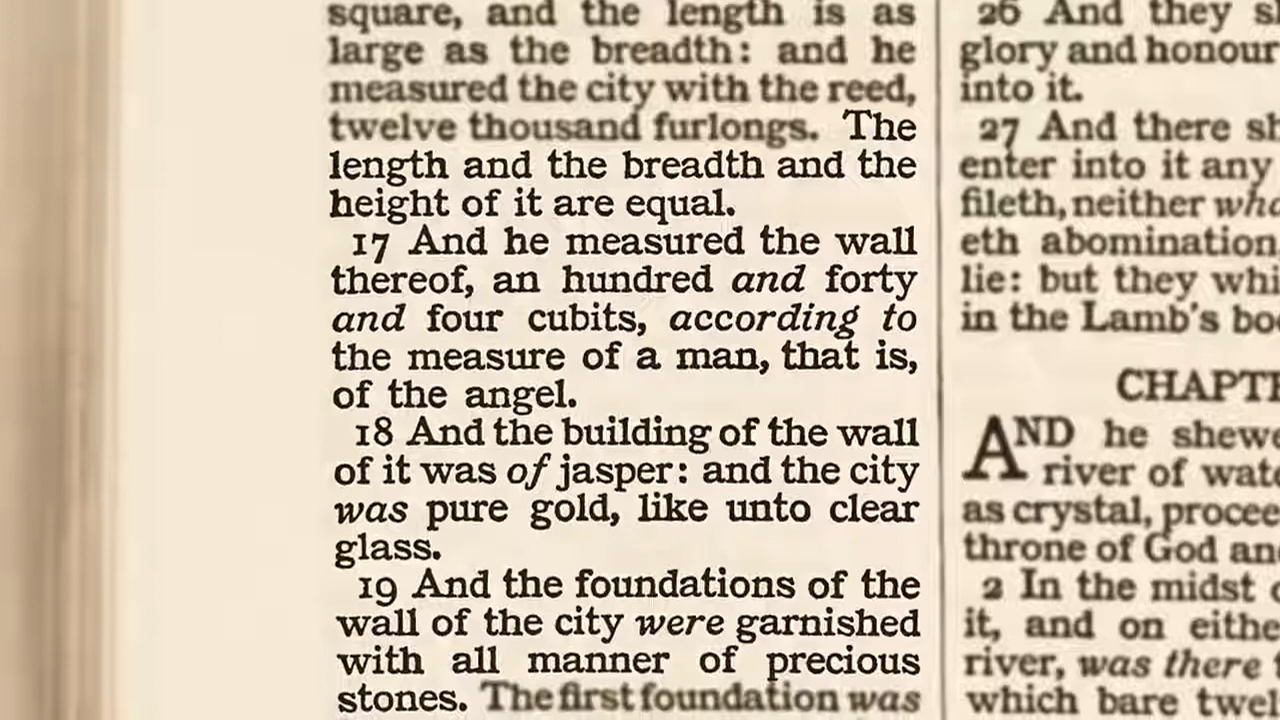 square, and the length is as
large as the breadth: and he
measured the city with the reed,
twelve thousand furlongs. The
length and the breadth and the
height of it are equal.
17 And he measured the wall
thereof, an hundred and forty
and four cubits, according to
the measure of a man, that is,
of the angel.
18 And the building of the wall
of it was of jasper: and the city
was pure gold, like unto clear
glass.
19 And the foundations of the
wall of the city were garnished
with all manner of precious
stones. The first foundation was
26 And they
glory and honour
into it.
27 And there
enter into it any
fileth, neither
eth abomination,
lie: but they
in the Lamb's
AND he
river of
as crystal,
throne of God
2 In the midst
it, and on
river, was there
which bare